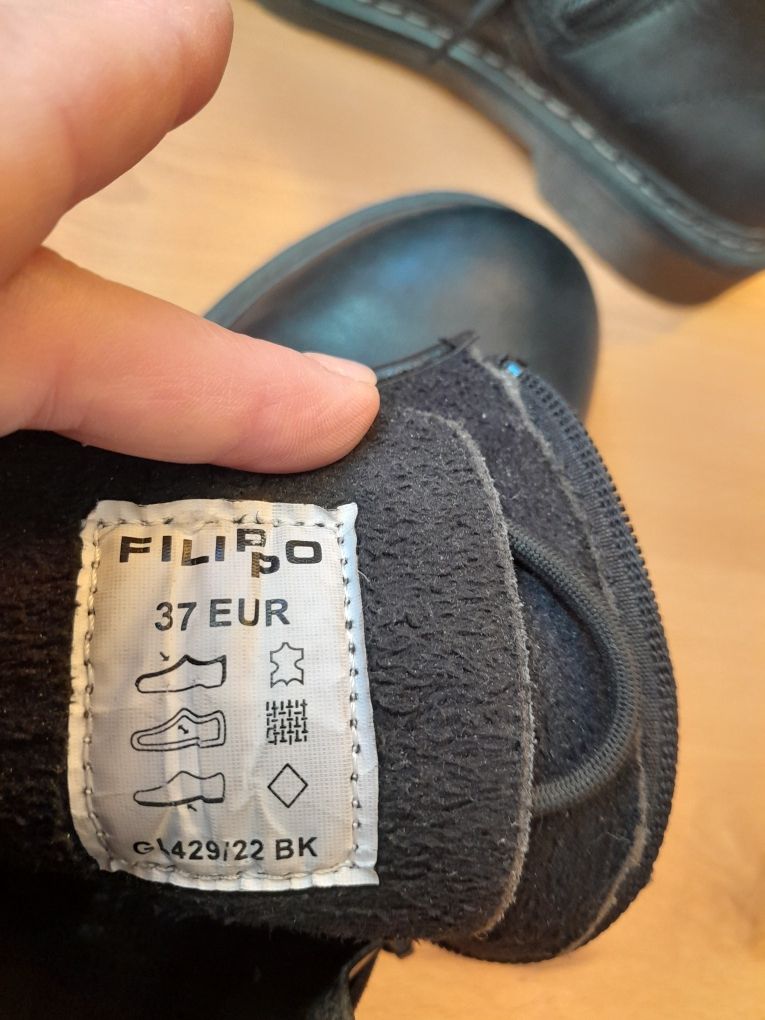 FILIPPO
37 EUR
429/22 BK